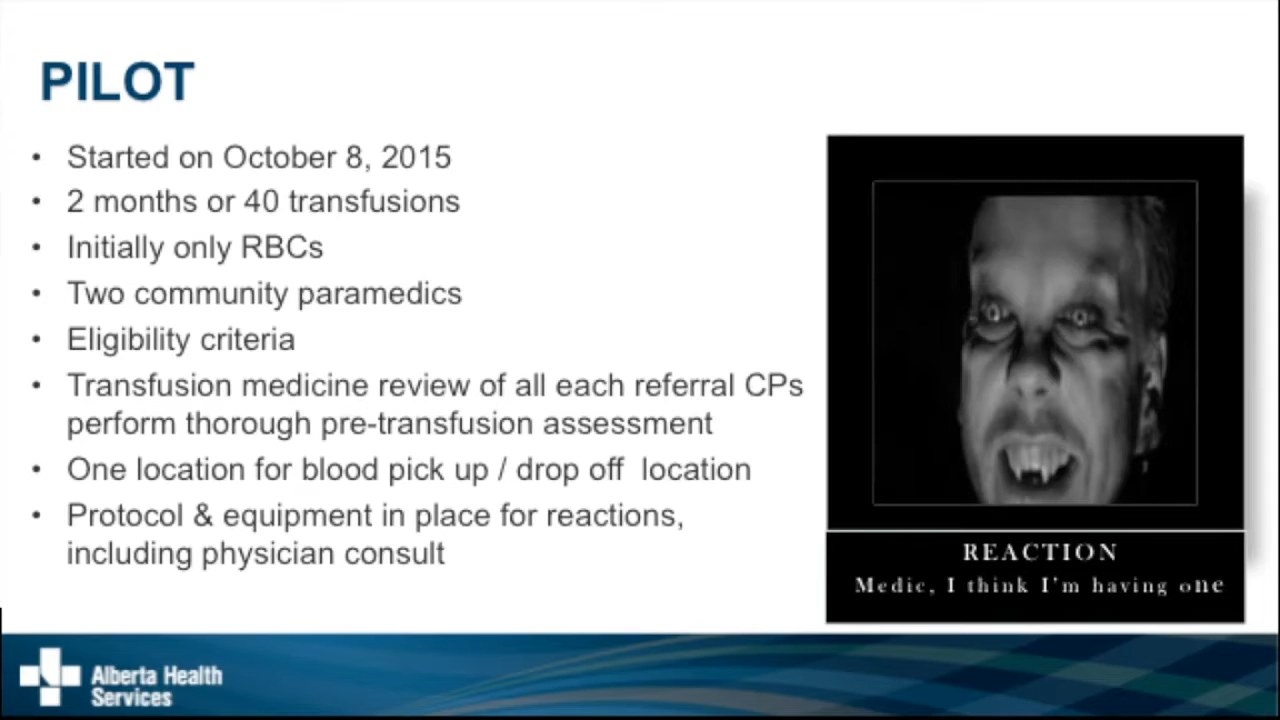 PILOT
• Started on October 8, 2015
• 2 months or 40 transfusions
• Initially only RBCs
• Two community paramedics
• Eligibility criteria
• Transfusion medicine review of all each referral CPs
perform thorough pre-transfusion assessment
• One location for blood pick up / drop off location
• Protocol & equipment in place for reactions,
including physician consult
REACTION
Medic, I think I'm having one
Alberta Health
Services